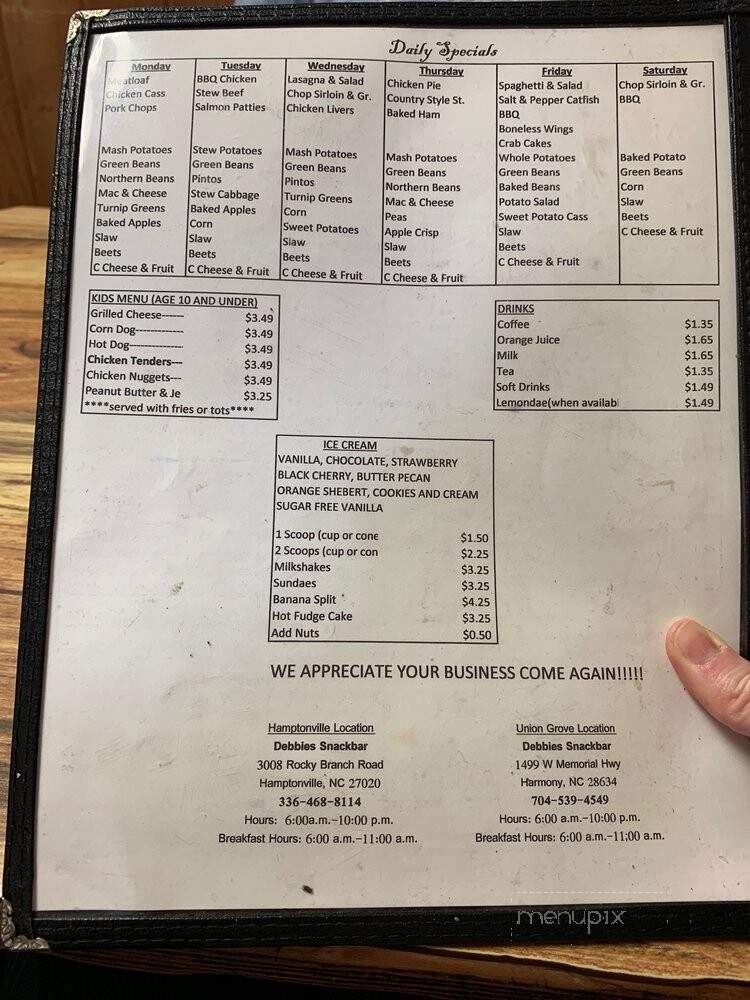 Daily Specials
Monday
Meatloaf
Chicken Cass
Pork Chops
Mash Potatoes
Green Beans
Northern Beans
Mac & Cheese
Turnip Greens
Baked Apples
Slaw
Beets
C Cheese & Fruit
Tuesday
BBQ Chicken
Stew Beef
Salmon Patties
Stew Potatoes
Green Beans
Pintos
Stew Cabbage
Baked Apples
Corn
Slaw
Beets
C Cheese & Fruit
Wednesday
Lasagna & Salad
Chop Sirloin & Gr.
Chicken Livers
Mash Potatoes
Green Beans
Pintos
Turnip Greens
Corn
Sweet Potatoes
Slaw
Beets
C Cheese & Fruit
Thursday
Chicken Pie
Country Style St.
Baked Ham
Mash Potatoes
Green Beans
Northern Beans
Mac & Cheese
Peas
Apple Crisp
Slaw
Beets
C Cheese & Fruit
Friday
Spaghetti & Salad
Salt & Pepper Catfish
BBQ
Boneless Wings
Crab Cakes
Whole Potatoes
Green Beans
Baked Beans
Potato Salad
Sweet Potato Cass
Slaw
Beets
C Cheese & Fruit
Saturday
Chop Sirloin & Gr.
BBQ
Baked Potato
Green Beans
Corn
Slaw
Beets
C Cheese & Fruit
KIDS MENU (AGE 10 AND UNDER)
Grilled Cheese------ $3.49
Corn Dog------------- $3.49
Hot Dog--------------- $3.49
Chicken Tenders--- $3.49
Chicken Nuggets--- $3.49
Peanut Butter & Je $3.25
****served with fries or tots****
DRINKS
Coffee $1.35
Orange Juice $1.65
Milk $1.65
Tea $1.35
Soft Drinks $1.49
Lemondae(when availabl $1.49
ICE CREAM
VANILLA, CHOCOLATE, STRAWBERRY
BLACK CHERRY, BUTTER PECAN
ORANGE SHEBERT, COOKIES AND CREAM
SUGAR FREE VANILLA
1 Scoop (cup or cone $1.50
2 Scoops (cup or con $2.25
Milkshakes $3.25
Sundaes $3.25
Banana Split $4.25
Hot Fudge Cake $3.25
Add Nuts $0.50
WE APPRECIATE YOUR BUSINESS COME AGAIN!!!!!
Hamptonville Location
Debbies Snackbar
3008 Rocky Branch Road
Hamptonville, NC 27020
336-468-8114
Hours: 6:00a.m.-10:00 p.m.
Breakfast Hours: 6:00 a.m.-11:00 a.m.
Union Grove Location
Debbies Snackbar
1499 W Memorial Hwy
Harmony, NC 28634
704-539-4549
Hours: 6:00 a.m.-10:00 p.m.
Breakfast Hours: 6:00 a.m.-11:00 a.m.
menupix